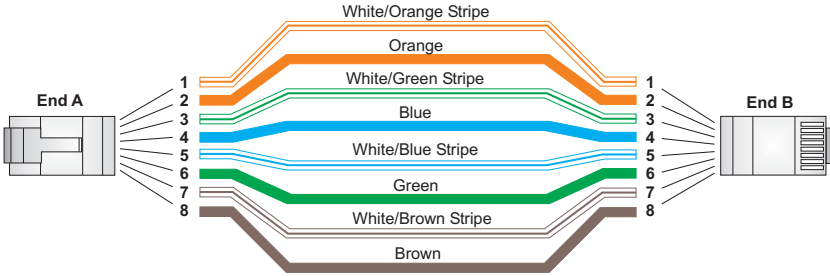 White/Orange Stripe
Orange
1 1
2 2
White/Green Stripe
End A End B
3 3
Blue
4 4
White/Blue Stripe
5 5
6 6
Green
7 7
White/Brown Stripe
8 8
Brown